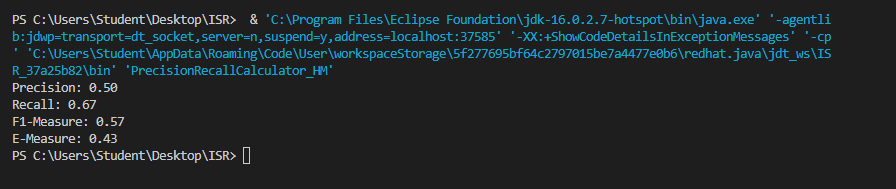 PS C:\Users\Student\Desktop\ISR>  & 'C:\Program Files\Eclipse Foundation\jdk-16.0.2.7-hotspot\bin\java.exe' '-agentli
b:jdwp=transport=dt_socket,server=n,suspend=y,address=localhost:37585' '-XX:+ShowCodeDetailsInExceptionMessages' '-cp
' 'C:\Users\Student\AppData\Roaming\Code\User\workspaceStorage\5f277695bf64c2797015be7a4477e0b6\redhat.java\jdt_ws\IS
R_37a25b82\bin' 'PrecisionRecallCalculator_HM'
Precision: 0.50
Recall: 0.67
F1-Measure: 0.57
E-Measure: 0.43
PS C:\Users\Student\Desktop\ISR>